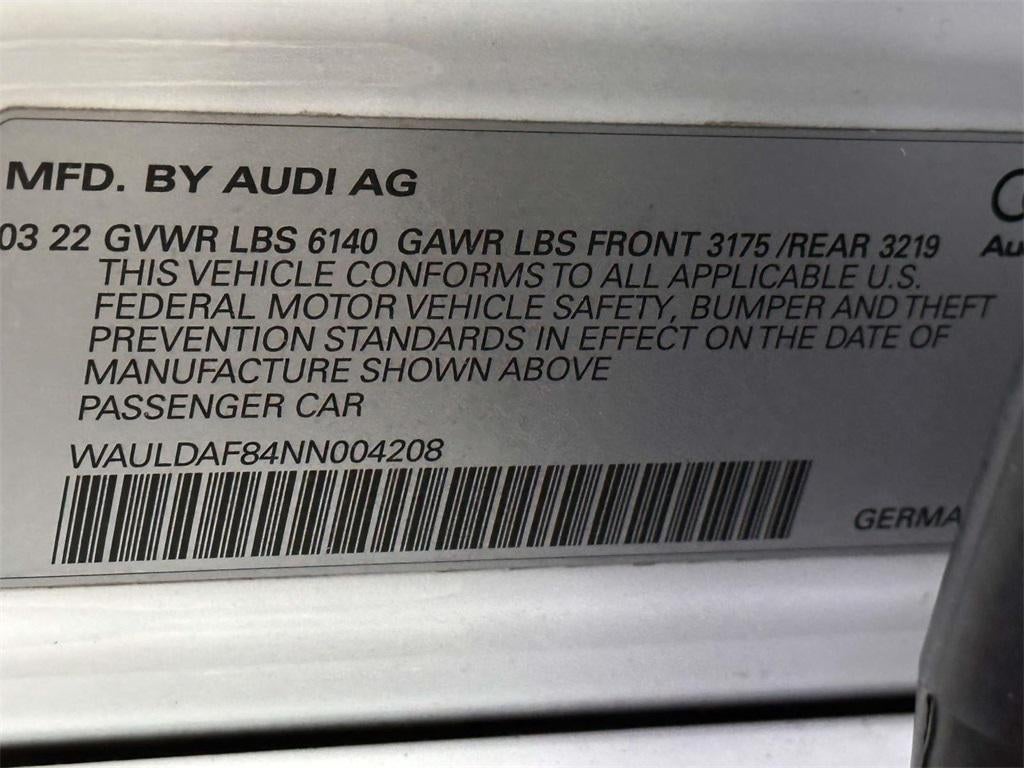 MFD. BY AUDI AG
03 22 GVWR LBS 6140 GAWR LBS FRONT 3175 /REAR 3219
THIS VEHICLE CONFORMS TO ALL APPLICABLE U.S.
FEDERAL MOTOR VEHICLE SAFETY, BUMPER AND THEFT
PREVENTION STANDARDS IN EFFECT ON THE DATE OF
MANUFACTURE SHOWN ABOVE
PASSENGER CAR
WAULDAF84NN004208